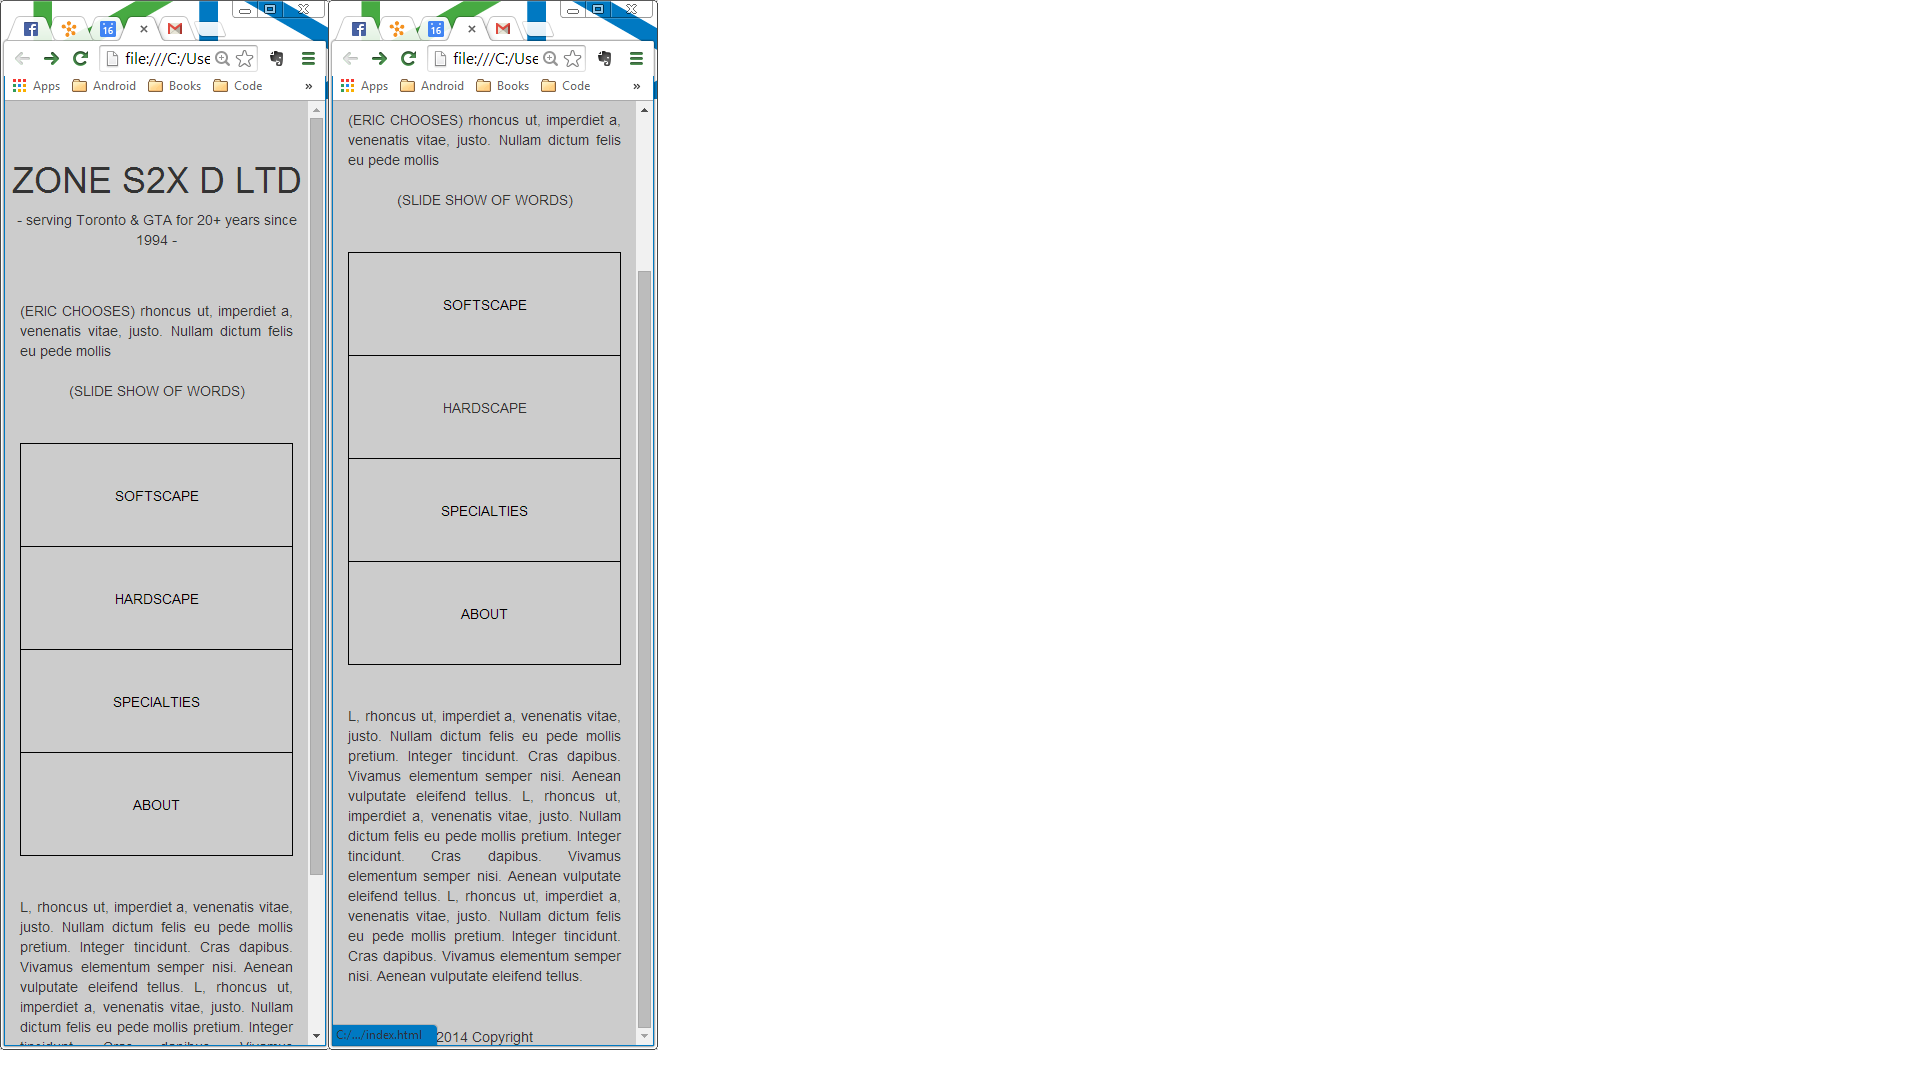 16
file:///C:/Use
Apps Android Books Code »
ZONE S2X D LTD
- serving Toronto & GTA for 20+ years since
1994 -
(ERIC CHOOSES) rhoncus ut, imperdiet a,
venenatis vitae, justo. Nullam dictum felis
eu pede mollis
(SLIDE SHOW OF WORDS)
SOFTSCAPE
HARDSCAPE
SPECIALTIES
ABOUT
L, rhoncus ut, imperdiet a, venenatis vitae,
justo. Nullam dictum felis eu pede mollis
pretium. Integer tincidunt. Cras dapibus.
Vivamus elementum semper nisi. Aenean
vulputate eleifend tellus. L, rhoncus ut,
imperdiet a, venenatis vitae, justo. Nullam
dictum felis eu pede mollis pretium. Integer
tincidunt. Cras dapibus. Vivamus
16
file:///C:/Use
Apps Android Books Code »
(ERIC CHOOSES) rhoncus ut, imperdiet a,
venenatis vitae, justo. Nullam dictum felis
eu pede mollis
(SLIDE SHOW OF WORDS)
SOFTSCAPE
HARDSCAPE
SPECIALTIES
ABOUT
L, rhoncus ut, imperdiet a, venenatis vitae,
justo. Nullam dictum felis eu pede mollis
pretium. Integer tincidunt. Cras dapibus.
Vivamus elementum semper nisi. Aenean
vulputate eleifend tellus. L, rhoncus ut,
imperdiet a, venenatis vitae, justo. Nullam
dictum felis eu pede mollis pretium. Integer
tincidunt. Cras dapibus. Vivamus
elementum semper nisi. Aenean vulputate
eleifend tellus. L, rhoncus ut, imperdiet a,
venenatis vitae, justo. Nullam dictum felis
eu pede mollis pretium. Integer tincidunt.
Cras dapibus. Vivamus elementum semper
nisi. Aenean vulputate eleifend tellus.
C:/.../index.html 2014 Copyright